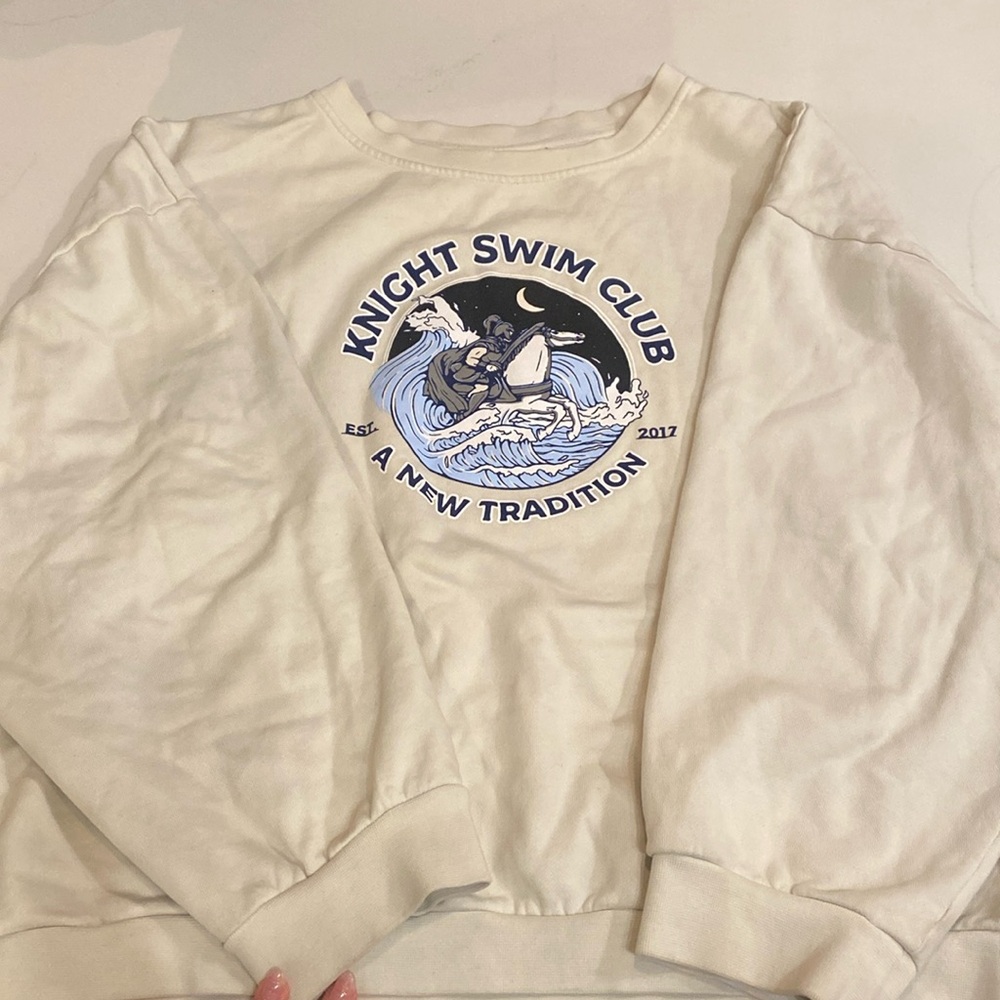 KNIGHT SWIM CLUB
EST. 2017
A NEW TRADITION